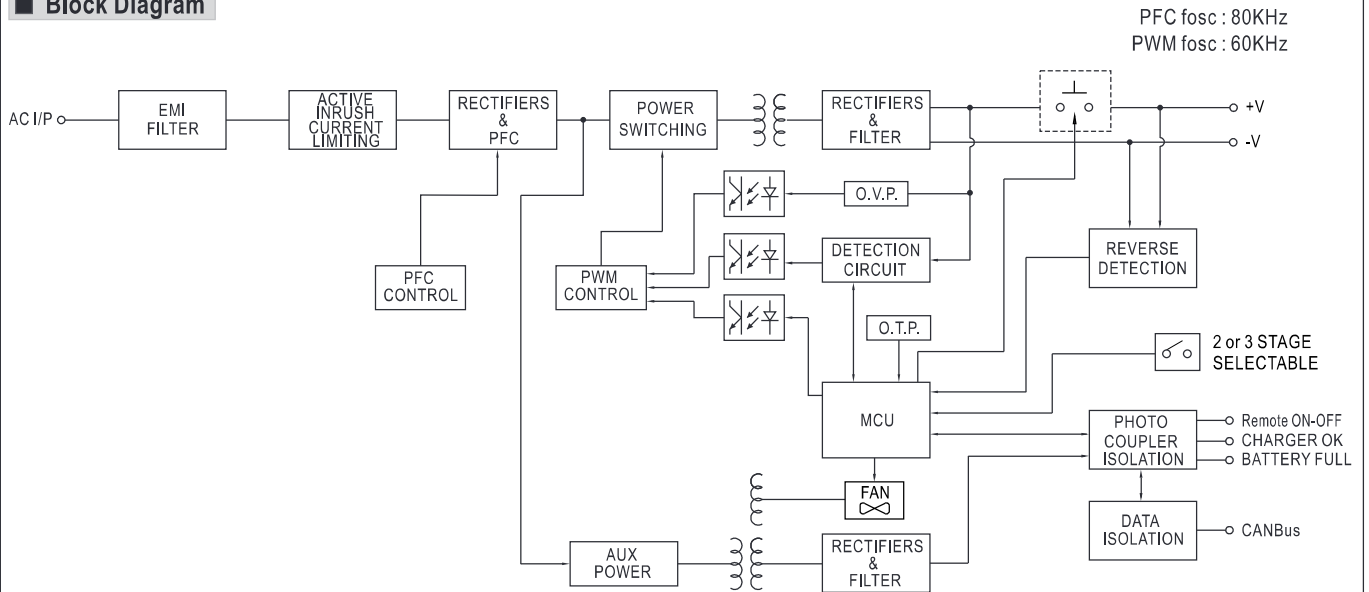 ■ Block Diagram
PFC fosc : 80KHz
PWM fosc : 60KHz
AC I/P
EMI
FILTER
ACTIVE
INRUSH
CURRENT
LIMITING
RECTIFIERS
&
PFC
POWER
SWITCHING
RECTIFIERS
&
FILTER
+V
-V
O.V.P.
DETECTION
CIRCUIT
REVERSE
DETECTION
PFC
CONTROL
PWM
CONTROL
O.T.P.
2 or 3 STAGE
SELECTABLE
MCU
PHOTO
COUPLER
ISOLATION
Remote ON-OFF
CHARGER OK
BATTERY FULL
FAN
DATA
ISOLATION
CANBus
AUX
POWER
RECTIFIERS
&
FILTER